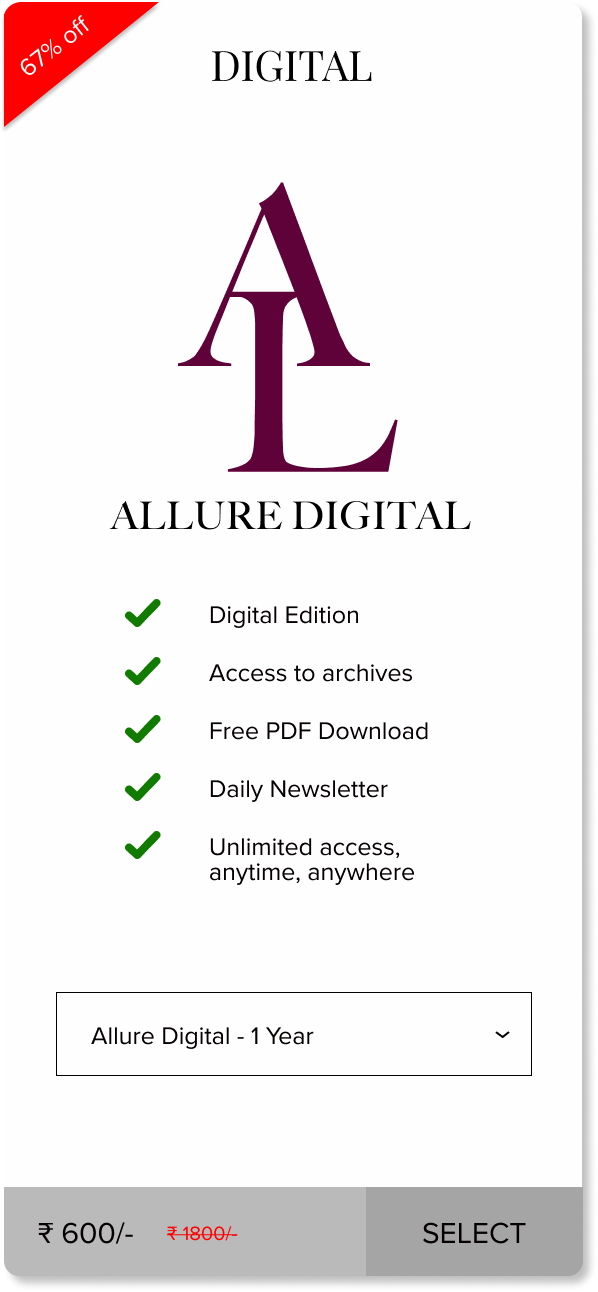 67% off
DIGITAL
AL
ALLURE DIGITAL
Digital Edition
Access to archives
Free PDF Download
Daily Newsletter
Unlimited access,
anytime, anywhere
Allure Digital - 1 Year
₹ 600/- ₹ 1800/- SELECT